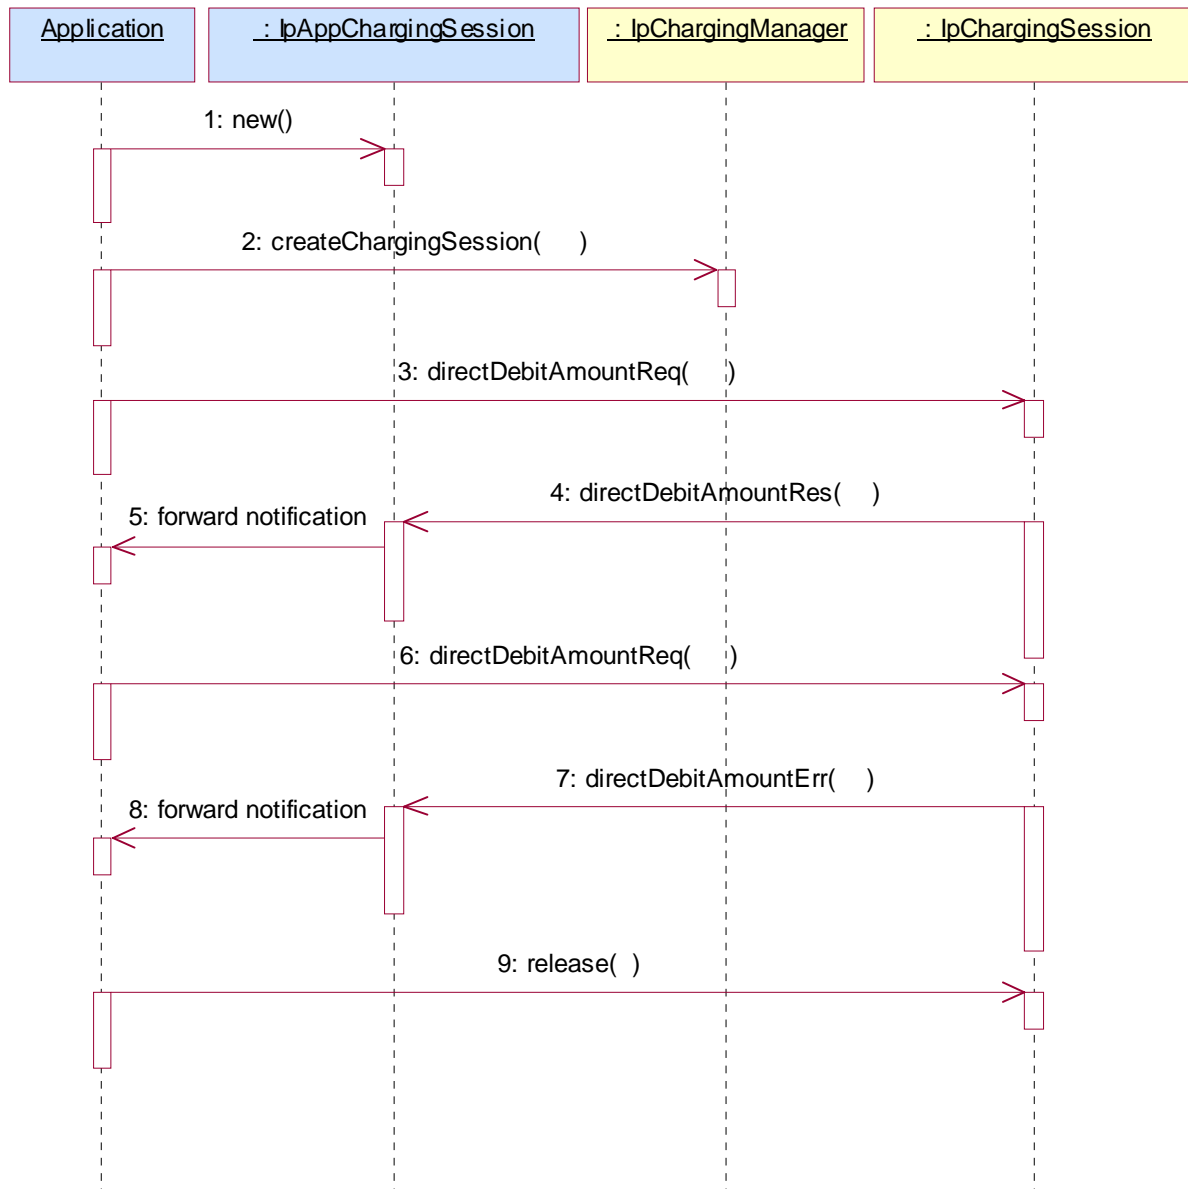 Application
: IpAppChargingSession
: IpChargingManager
: IpChargingSession
1: new()
2: createChargingSession( )
3: directDebitAmountReq( )
4: directDebitAmountRes( )
5: forward notification
6: directDebitAmountReq( )
7: directDebitAmountErr( )
8: forward notification
9: release( )